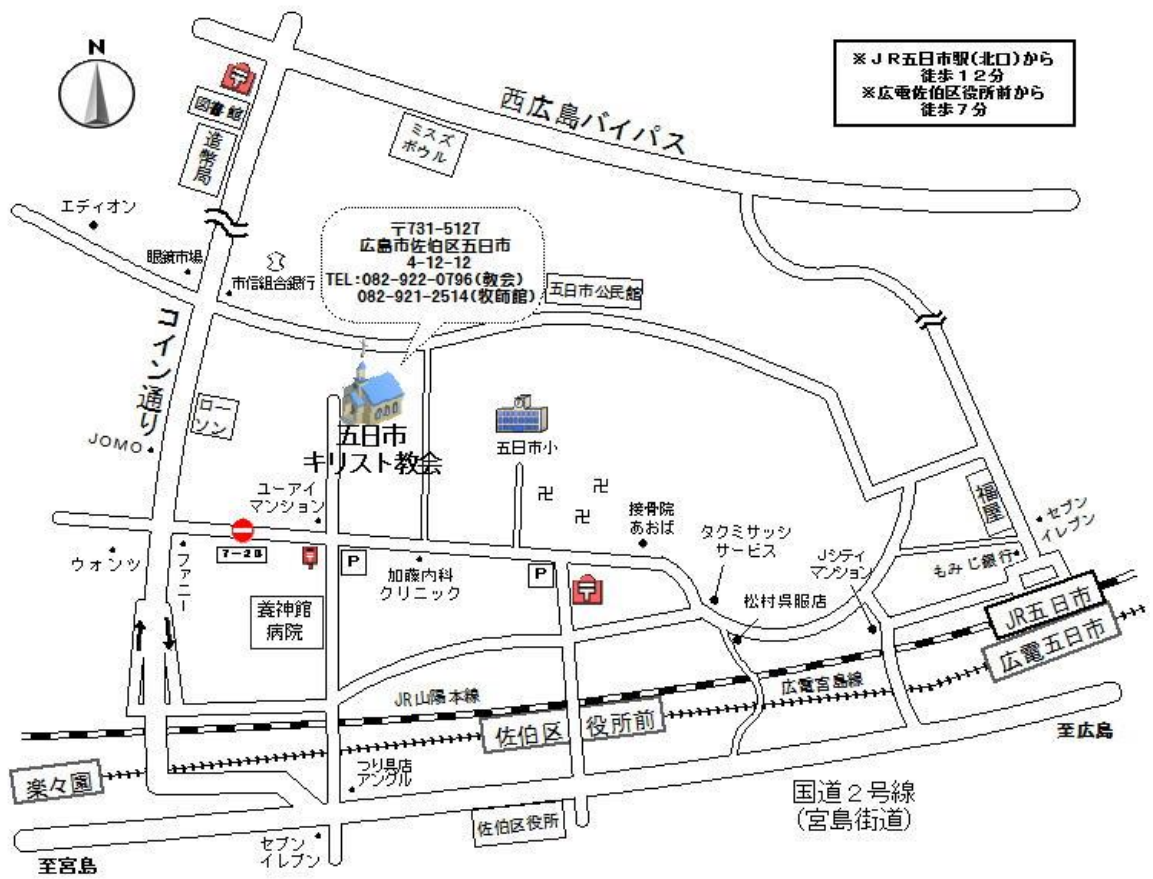 N
※ＪＲ五日市駅(北口)から
徒歩１２分
※広電佐伯区役所前から
徒歩７分
図書館
造幣局
西広島バイパス
ミスズ
ボウル
エディオン
眼鏡市場
市信組合銀行
〒731-5127
広島市佐伯区五日市
4-12-12
TEL:082-922-0796(教会)
082-921-2514(牧師館)
五日市公民館
コイン通り
ローソン
JOMO
五日市
キリスト教会
五日市小
卍
卍
卍
ユーアイ
マンション
接骨院
あおば
タクミサッシ
サービス
Jシティ
マンション
福屋
セブン
イレブン
もみじ銀行
ウォンツ
ファニー
7-20
P
加藤内科
クリニック
P
松村呉服店
養神館
病院
JR五日市
広電五日市
JR山陽本線
広電宮島線
佐伯区役所前
至広島
楽々園
つり具店
アングル
国道２号線
(宮島街道)
佐伯区役所
セブン
イレブン
至宮島